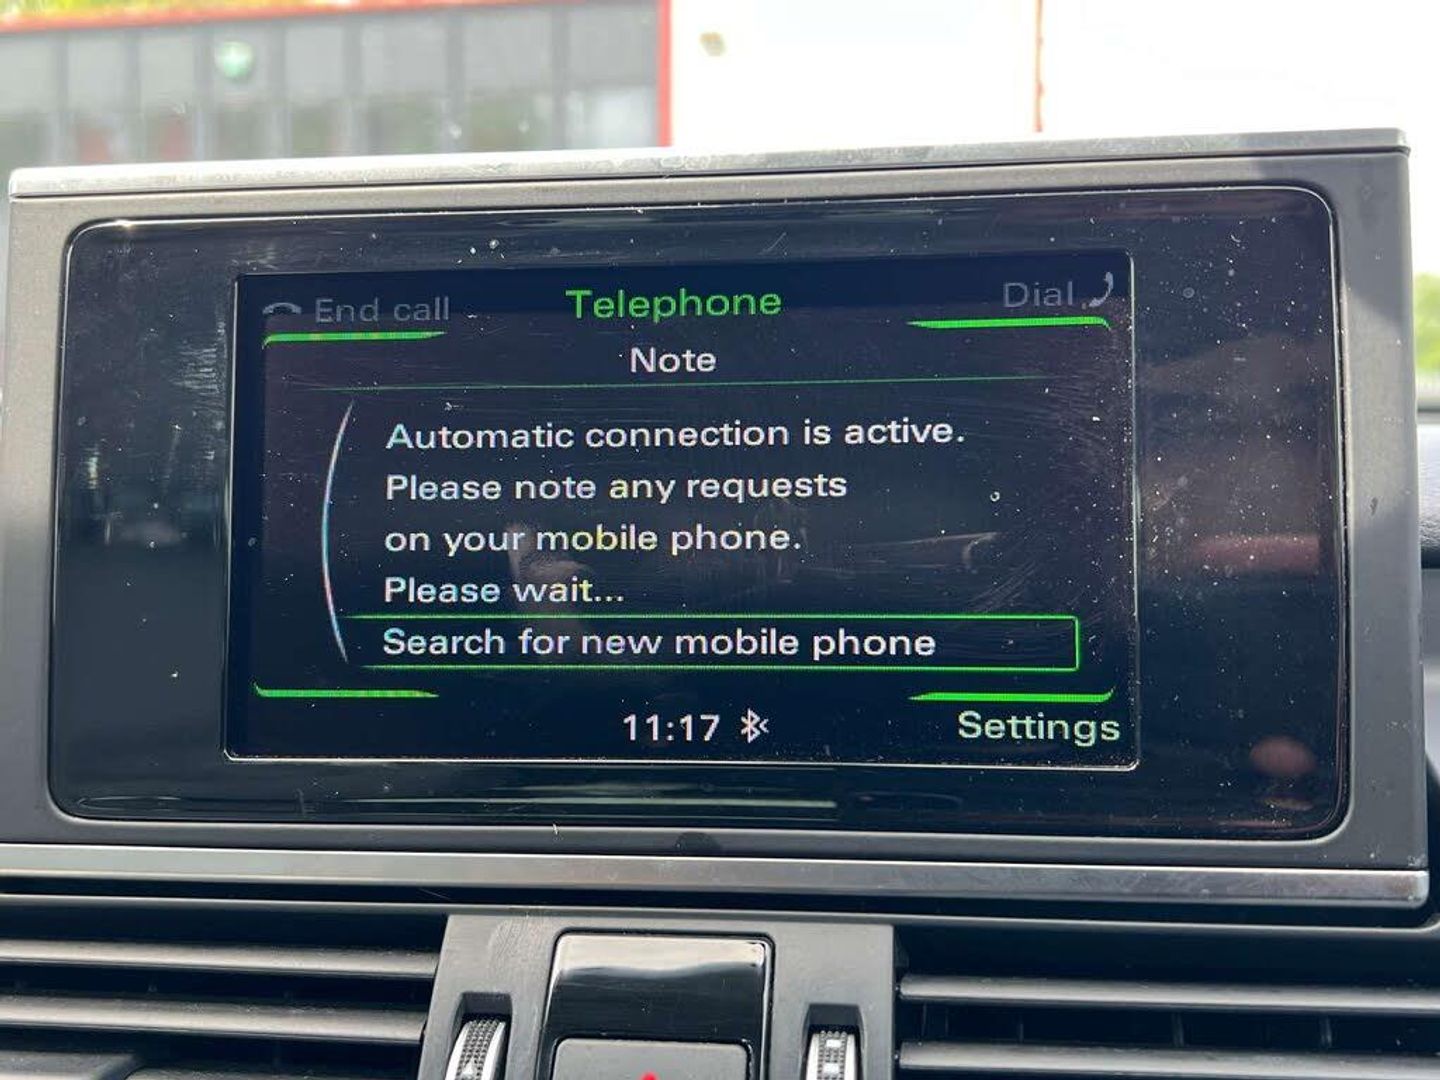 End call Telephone Dial
Note
Automatic connection is active.
Please note any requests
on your mobile phone.
Please wait...
Search for new mobile phone
11:17 Settings